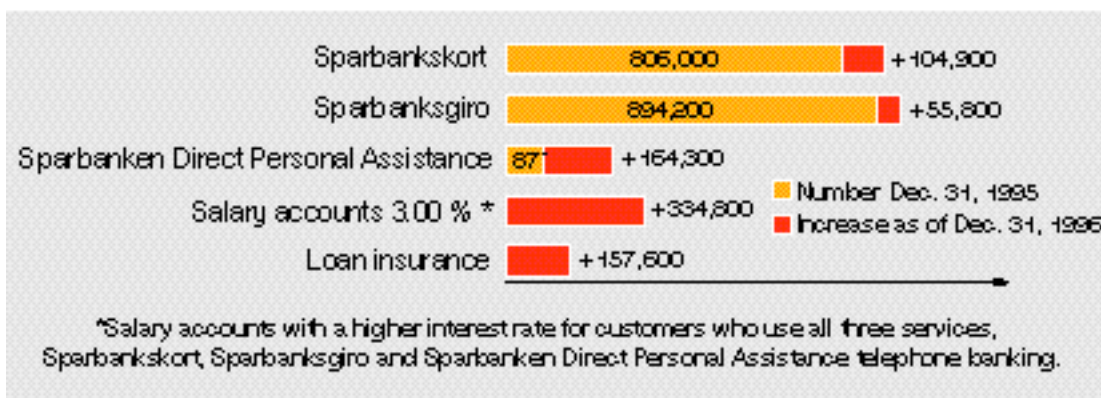 Sparbankskort 806,000 +104,900
Sparbanksgiro 894,200 +55,800
Sparbanken Direct Personal Assistance +164,300
Salary accounts 3.00 % * +334,800
Number Dec. 31, 1995
Increase as of Dec. 31, 1996
Loan insurance +157,600
*Salary accounts with a higher interest rate for customers who use all three services,
Sparbankskort, Sparbanksgiro and Sparbanken Direct Personal Assistance telephone banking.